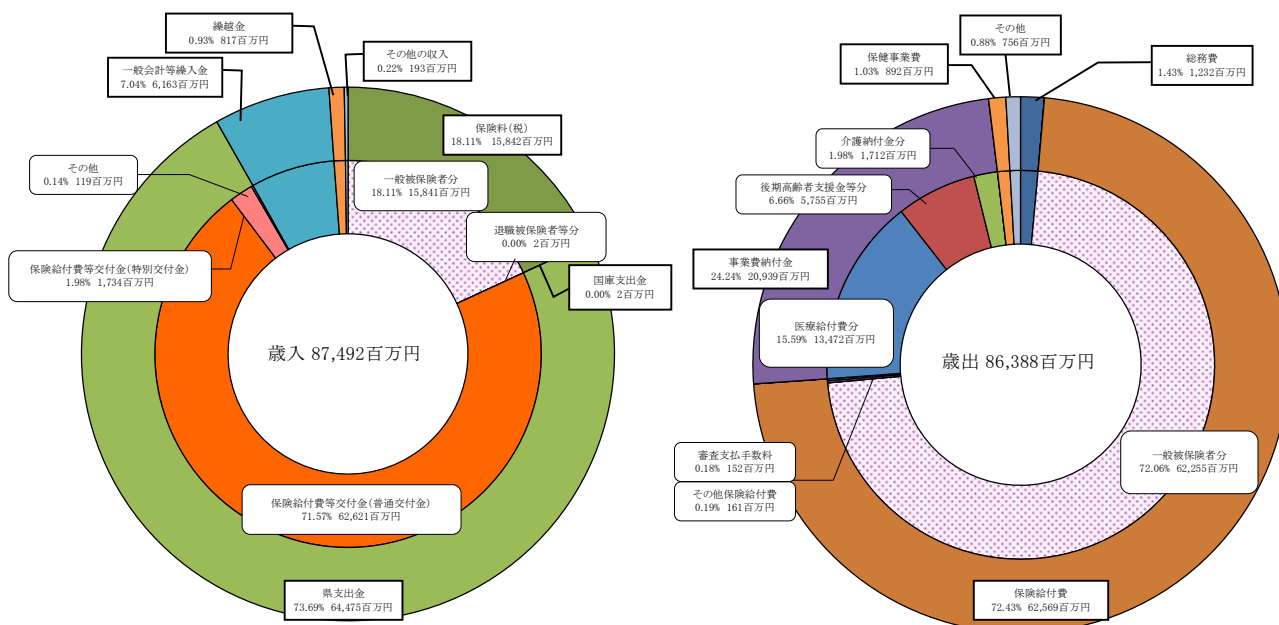 繰越金
0.93% 817百万円
その他の収入
0.22% 193百万円
一般会計等繰入金
7.04% 6,163百万円
保険料(税)
18.11% 15,842百万円
その他
0.14% 119百万円
一般被保険者分
18.11% 15,841百万円
退職被保険者等分
0.00% 2百万円
保険給付費等交付金(特別交付金)
1.98% 1,734百万円
国庫支出金
0.00% 2百万円
歳入 87,492百万円
保険給付費等交付金(普通交付金)
71.57% 62,621百万円
県支出金
73.69% 64,475百万円
その他
0.88% 756百万円
保健事業費
1.03% 892百万円
総務費
1.43% 1,232百万円
介護納付金分
1.98% 1,712百万円
後期高齢者支援金等分
6.66% 5,755百万円
事業費納付金
24.24% 20,939百万円
医療給付費分
15.59% 13,472百万円
歳出 86,388百万円
審査支払手数料
0.18% 152百万円
その他保険給付費
0.19% 161百万円
一般被保険者分
72.06% 62,255百万円
保険給付費
72.43% 62,569百万円